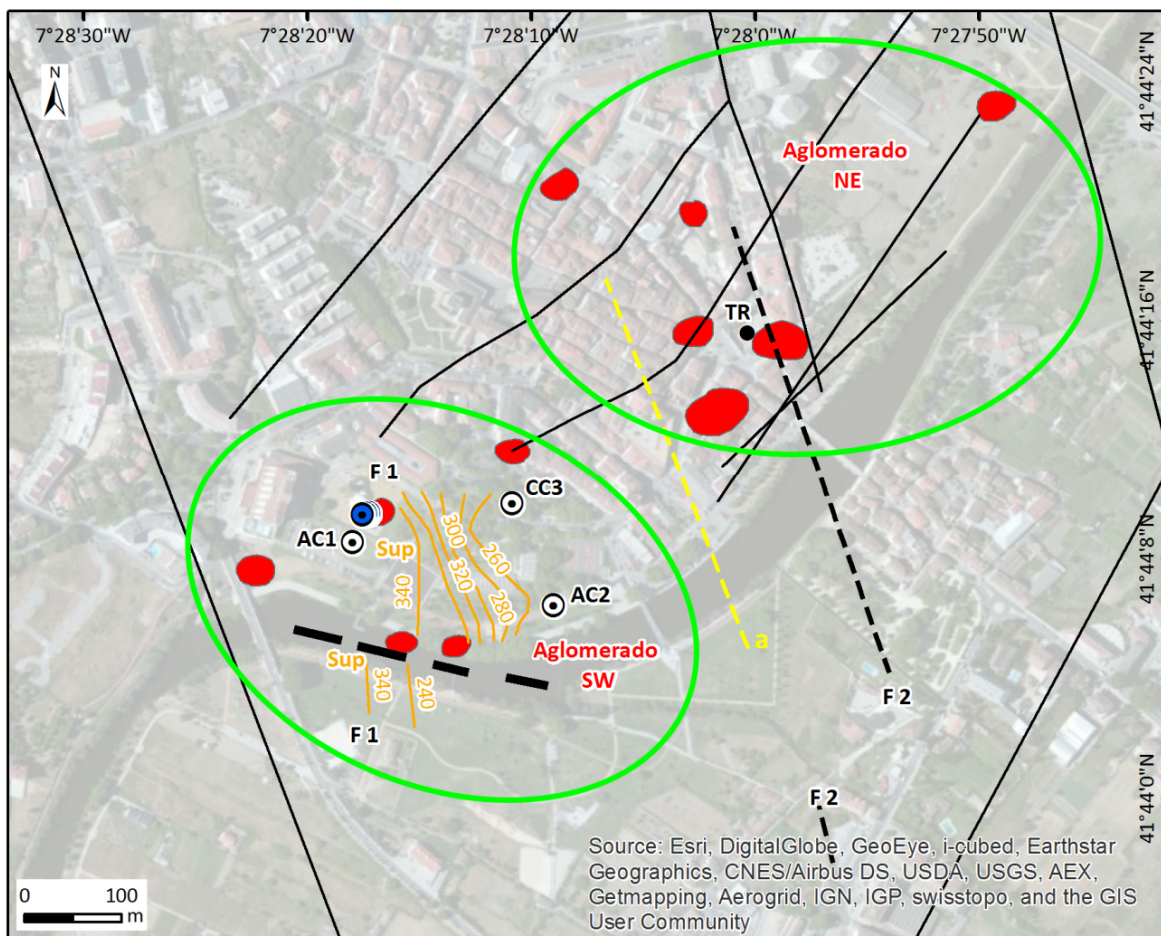 7°28'30"W
7°28'20"W
7°28'10"W
7°28'0"W
7°27'50"W
N
41°44'24"N
Aglomerado
NE
TR
41°44'16"N
F 1
CC3
AC1
Sup
300
260
320
340
280
AC2
41°44'8"N
Aglomerado
SW
Sup
a
340
240
F 1
F 2
F 2
41°44'0"N
Source: Esri, DigitalGlobe, GeoEye, i-cubed, Earthstar
Geographics, CNES/Airbus DS, USDA, USGS, AEX,
Getmapping, Aerogrid, IGN, IGP, swisstopo, and the GIS
User Community
0 100
m